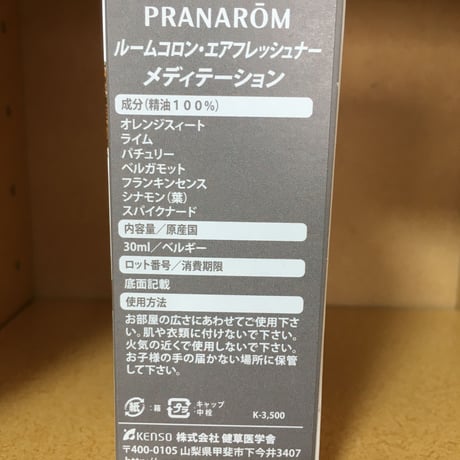 PRANARŌM
ルームコロン・エアフレッシュナー
メディテーション
成分（精油１００％）
オレンジスィート
ライム
パチュリー
ベルガモット
フランキンセンス
シナモン（葉）
スパイクナード
内容量／原産国
30ml／ベルギー
ロット番号／消費期限
底面記載
使用方法
お部屋の広さにあわせてご使用下さ
い。肌や衣類に付けないで下さい。
火気の近くで使用しないで下さい。
お子様の手の届かない場所に保管
して下さい。
紙 ：箱 プラ キャップ
中栓
K-3,500
KENSO 株式会社 健草医学舎
〒400-0105 山梨県甲斐市下今井3407